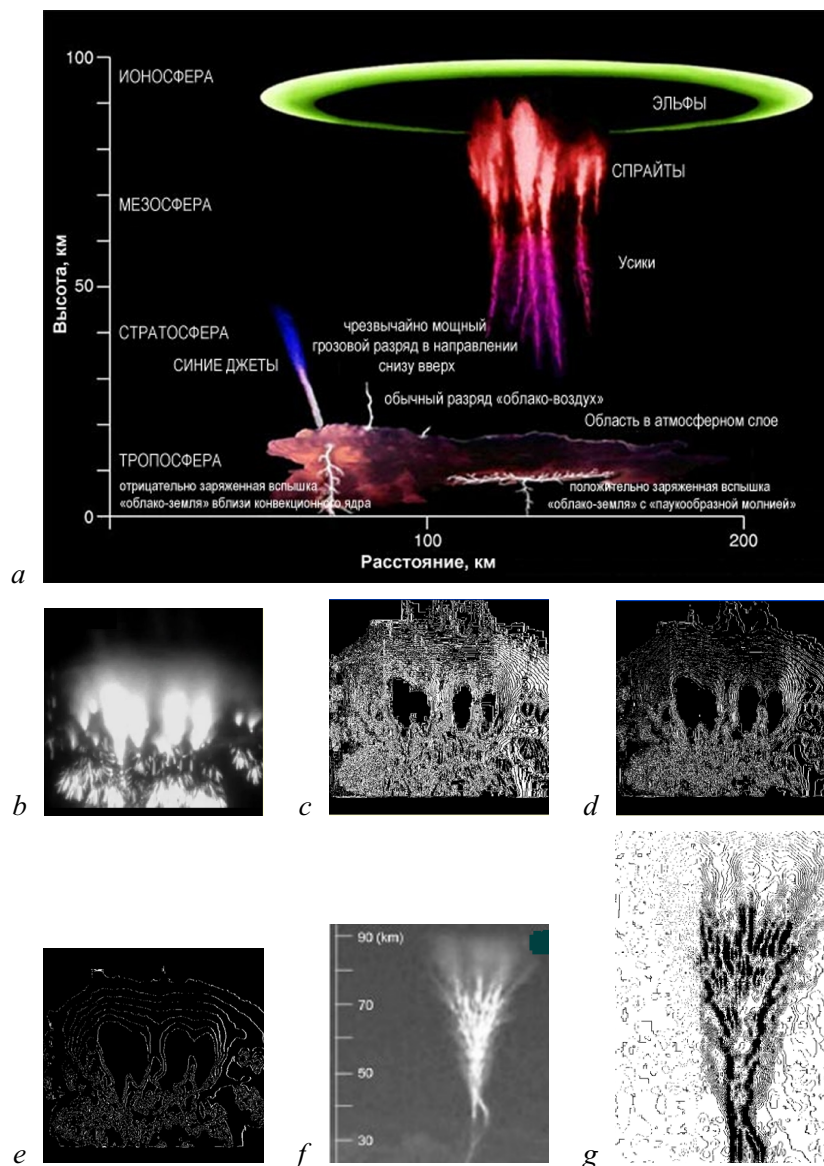 100
ИОНОСФЕРА
ЭЛЬФЫ
СПРАЙТЫ
МЕЗОСФЕРА
Усики
Высота, км
50
чрезвычайно мощный
грозовой разряд в направлении
снизу вверх
СТРАТОСФЕРА
СИНИЕ ДЖЕТЫ
обычный разряд «облако-воздух»
Область в атмосферном слое
ТРОПОСФЕРА
отрицательно заряженная вспышка
«облако-земля» вблизи конвекционного ядра
положительно заряженная вспышка
«облако-земля» с «паукообразной молнией»
0
100
200
Расстояние, км
a
b
c
d
90 (km)
70
50
30
e
f
g